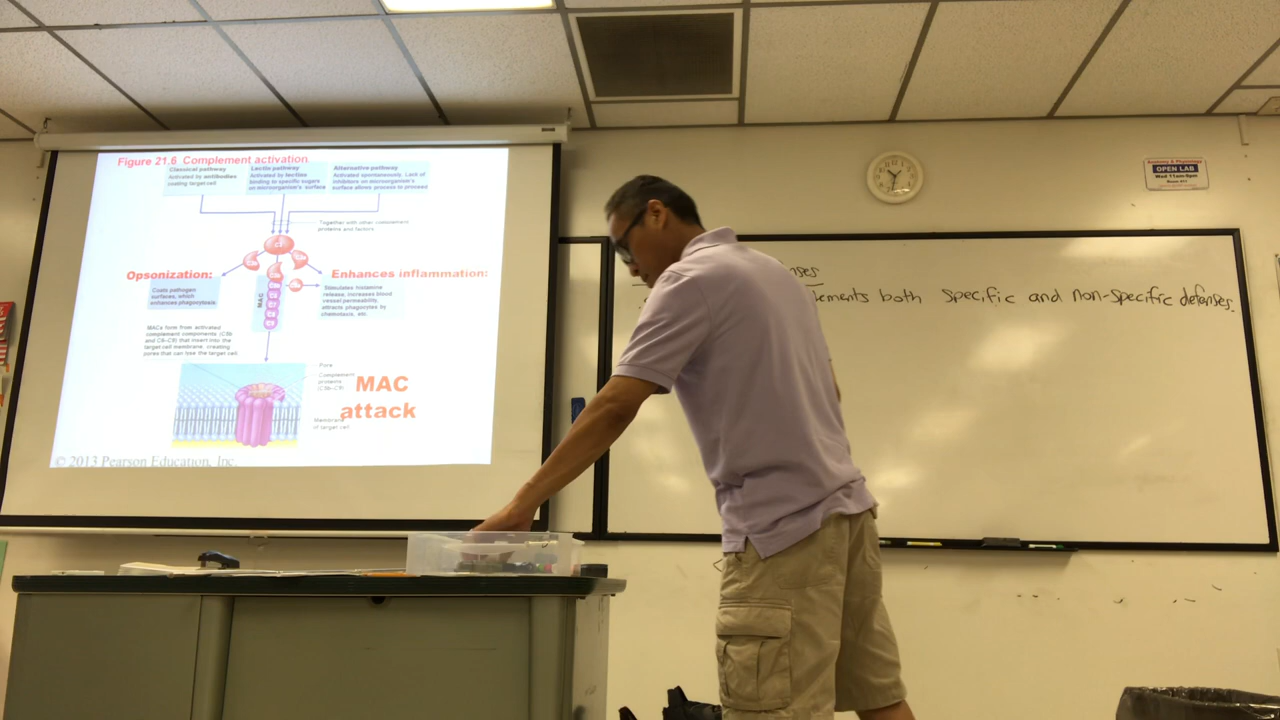 Figure 21.6 Complement activation
Classical pathway
Activated by antibodies
coating target cell
Lectin pathway
Activated by lectins
binding to specific sugars
on microorganism's surface
Alternative pathway
Activated spontaneously. Lack of
inhibitors on microorganism's
surface allows process to proceed
Together with other complement
proteins and factors
Opsonization:
Coats pathogen
surfaces, which
enhances phagocytosis
MAC
Enhances inflammation:
Stimulates histamine
release, increases blood
vessel permeability,
attracts phagocytes by
chemotaxis, etc.
MACs form from activated
complement components (C5b
and C6–C9) that insert into the
target cell membrane, creating
pores that can lyse the target cell.
Pore
Complement
proteins
(C5b–C9)
Membrane
of target cell
MAC
attack
© 2013 Pearson Education, Inc.
nses
lements both specific and non-specific defenses.
Anatomy & Physiology
OPEN LAB
Wed 11am-5pm